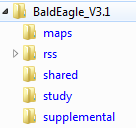 BaldEagle_V3.1
maps
rss
shared
study
supplemental